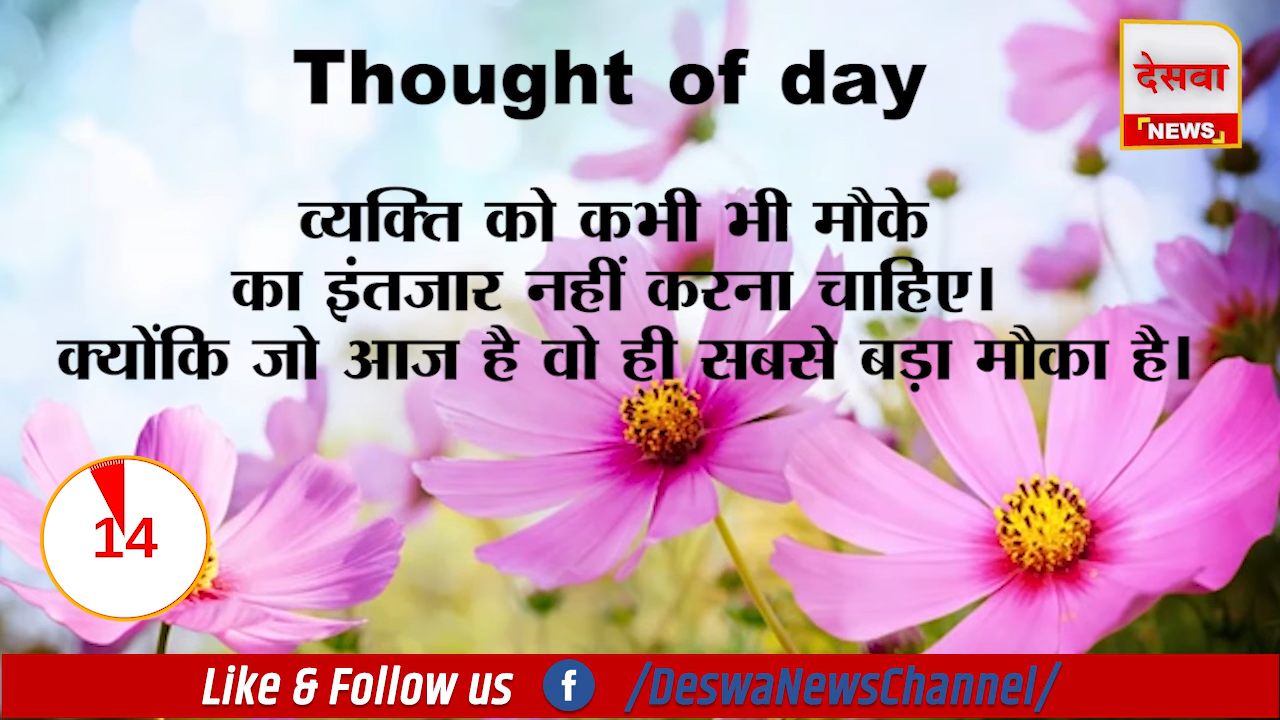 Thought of day
देसवा
NEWS
व्यक्ति को कभी भी मौके
का इंतजार नहीं करना चाहिए।
क्योंकि जो आज है वो ही सबसे बड़ा मौका है।
14
Like & Follow us f /DeswaNewsChannel/